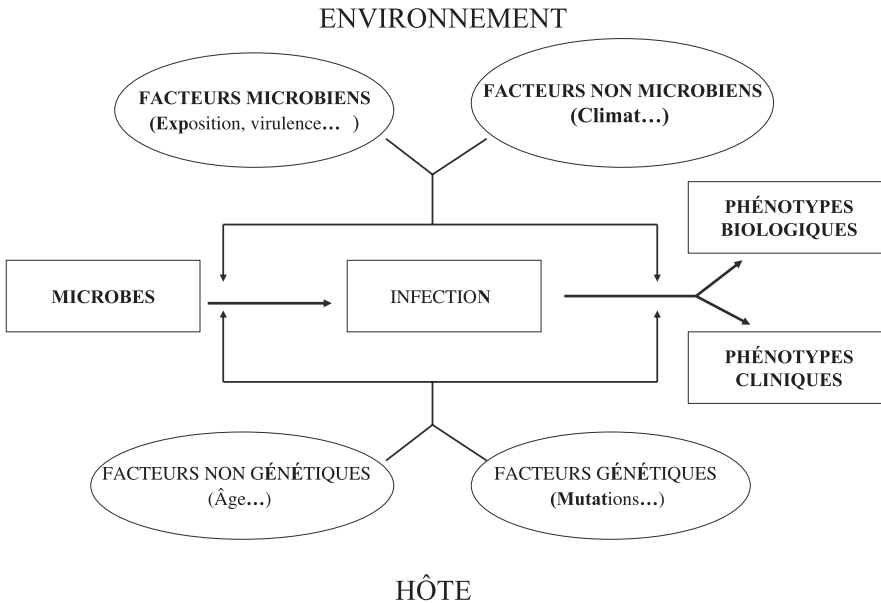 ENVIRONNEMENT
FACTEURS MICROBIENS
(Exposition, virulence… )
FACTEURS NON MICROBIENS
(Climat…)
PHÉNOTYPES
BIOLOGIQUES
MICROBES
INFECTION
PHÉNOTYPES
CLINIQUES
FACTEURS NON GÉNÉTIQUES
(Âge…)
FACTEURS GÉNÉTIQUES
(Mutations…)
HÔTE